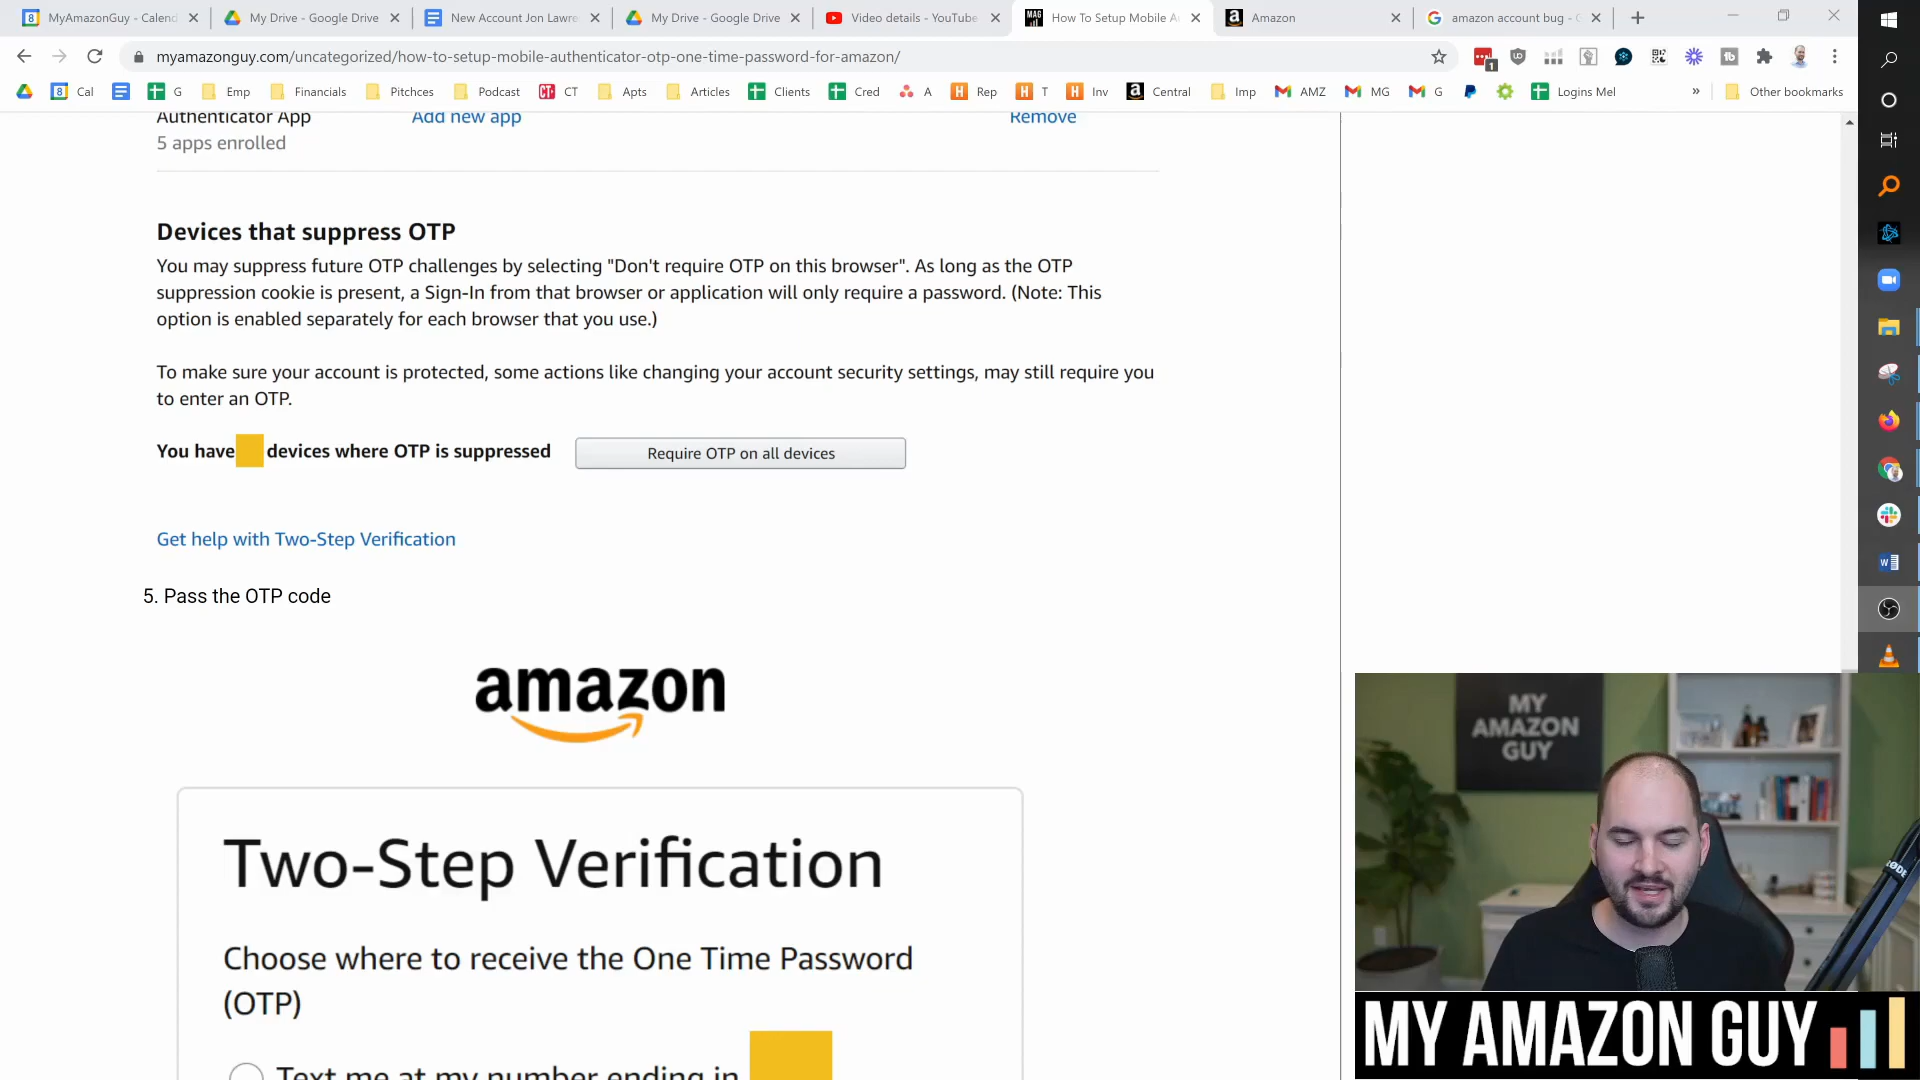 MyAmazonGuy - Calend
My Drive - Google Drive
New Account Jon Lawre
My Drive - Google Drive
Video details - YouTube
How To Setup Mobile A
Amazon
amazon account bug - G
myamazonguy.com/uncategorized/how-to-setup-mobile-authenticator-otp-one-time-password-for-amazon/
Cal
G
Emp
Financials
Pitchces
Podcast
CT
Apts
Articles
Clients
Cred
A
Rep
T
Inv
Central
Imp
AMZ
MG
G
Logins Mel
»
Other bookmarks
Authenticator App
Add new app
Remove
5 apps enrolled
Devices that suppress OTP
You may suppress future OTP challenges by selecting "Don't require OTP on this browser". As long as the OTP
suppression cookie is present, a Sign-In from that browser or application will only require a password. (Note: This
option is enabled separately for each browser that you use.)
To make sure your account is protected, some actions like changing your account security settings, may still require you
to enter an OTP.
You have devices where OTP is suppressed
Require OTP on all devices
Get help with Two-Step Verification
5. Pass the OTP code
amazon
Two-Step Verification
Choose where to receive the One Time Password
(OTP)
Text me at my number ending in
MY
AMAZON
GUY
RØDE
MY AMAZON GUY